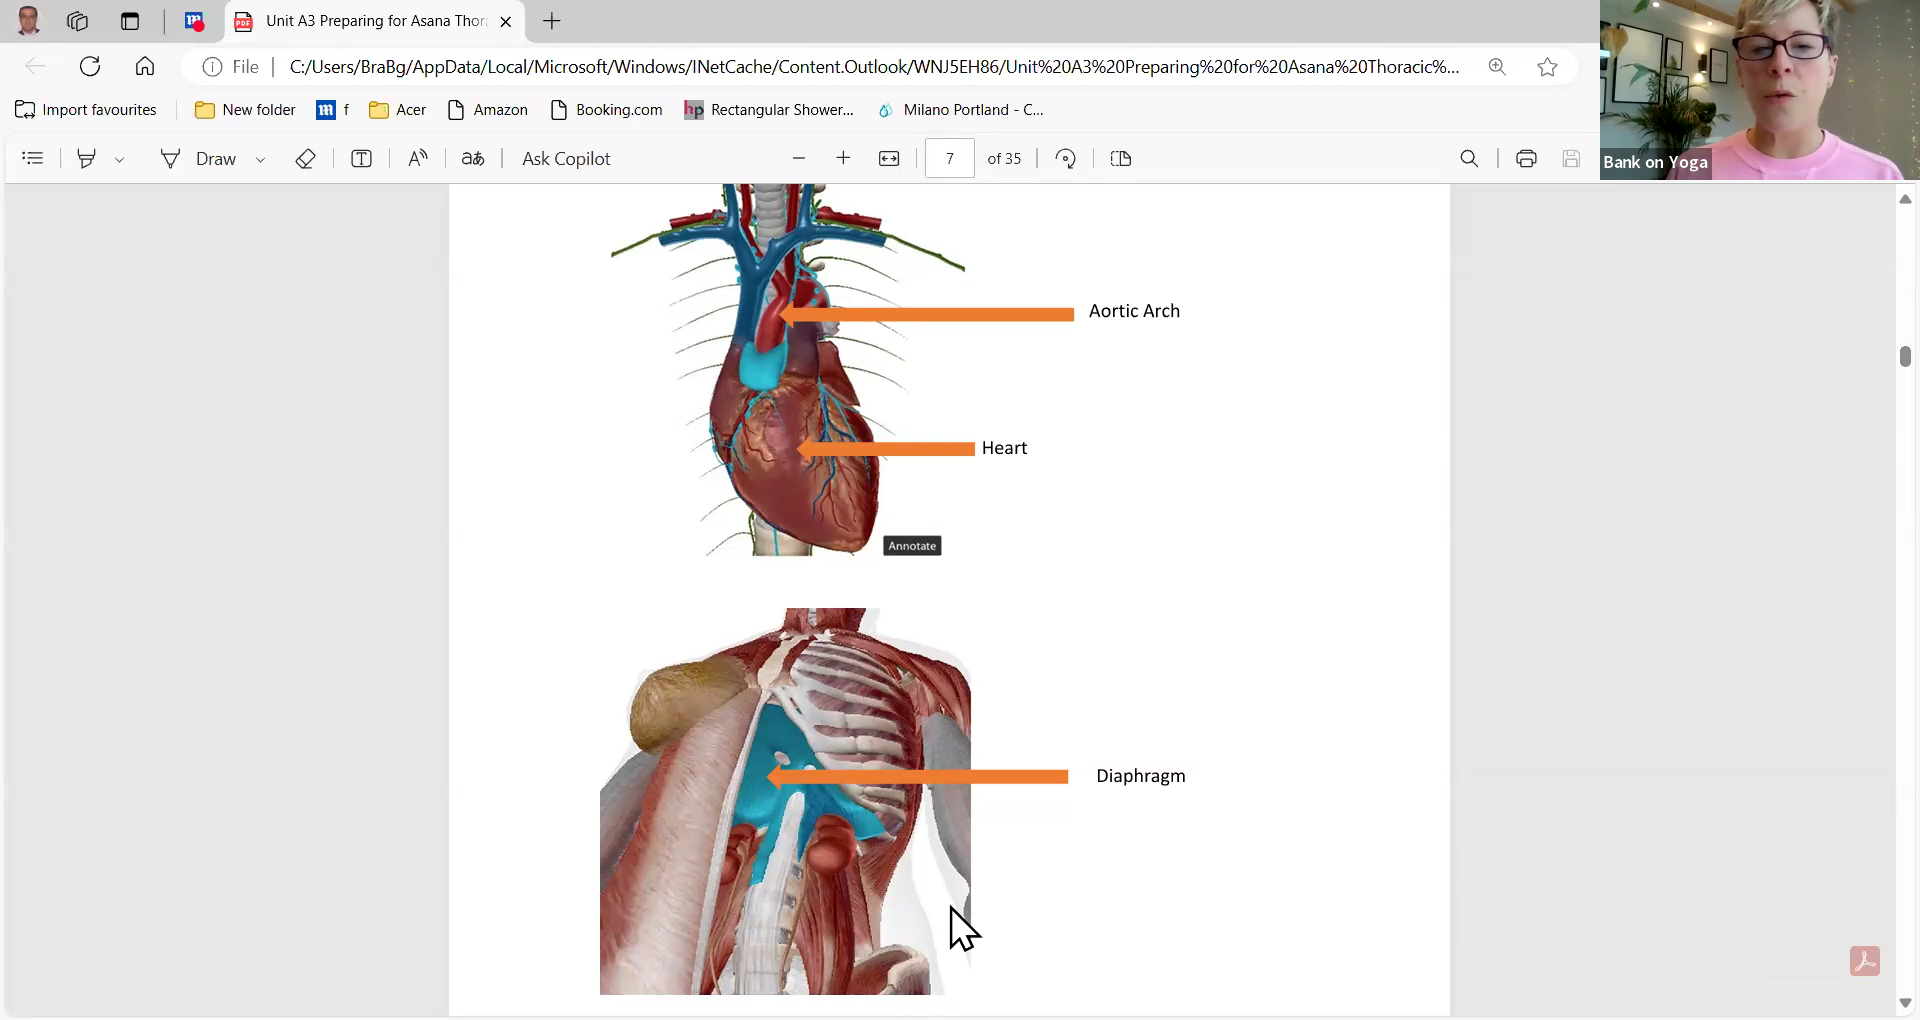 Unit A3 Preparing for Asana Thor
File
C:/Users/BraBg/AppData/Local/Microsoft/Windows/INetCache/Content.Outlook/WNJ5EH86/Unit%20A3%20Preparing%20for%20Asana%20Thoracic%...
Import favourites
New folder
m f
Acer
Amazon
Booking.com
hp Rectangular Shower...
Milano Portland - C...
Draw
Ask Copilot
7 of 35
Bank on Yoga
Aortic Arch
Heart
Annotate
Diaphragm